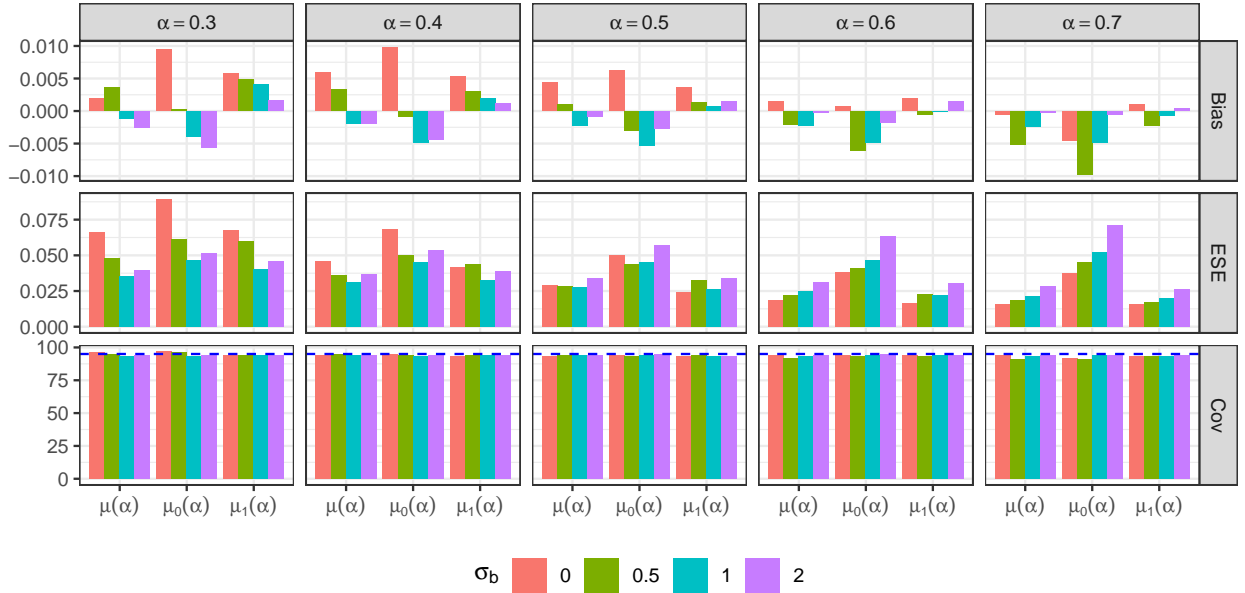 α = 0.3
α = 0.4
α = 0.5
α = 0.6
α = 0.7
0.010
0.005
0.000
−0.005
−0.010
Bias
0.075
0.050
0.025
0.000
ESE
100
75
50
25
0
Cov
μ(α) μ₀(α) μ₁(α)
μ(α) μ₀(α) μ₁(α)
μ(α) μ₀(α) μ₁(α)
μ(α) μ₀(α) μ₁(α)
μ(α) μ₀(α) μ₁(α)
σb 0 0.5 1 2